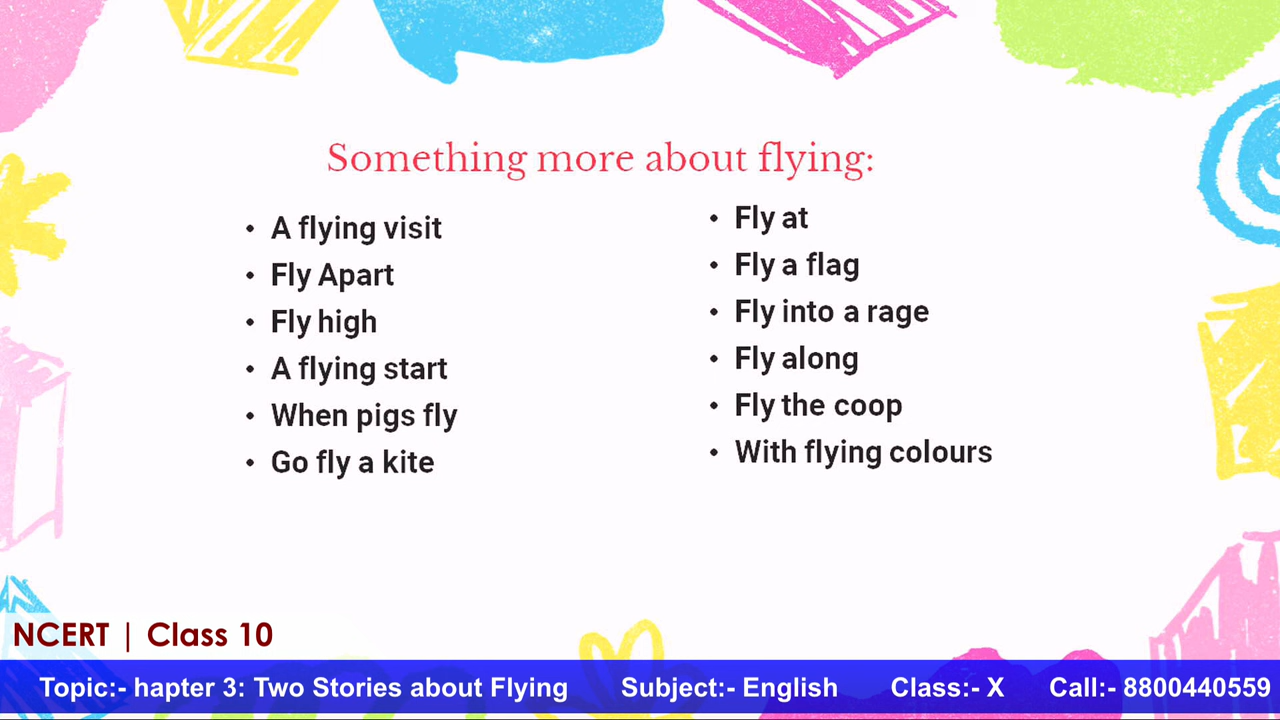 Something more about flying:
• A flying visit
• Fly Apart
• Fly high
• A flying start
• When pigs fly
• Go fly a kite
• Fly at
• Fly a flag
• Fly into a rage
• Fly along
• Fly the coop
• With flying colours
NCERT | Class 10
Topic:- hapter 3: Two Stories about Flying Subject:- English Class:- X Call:- 8800440559